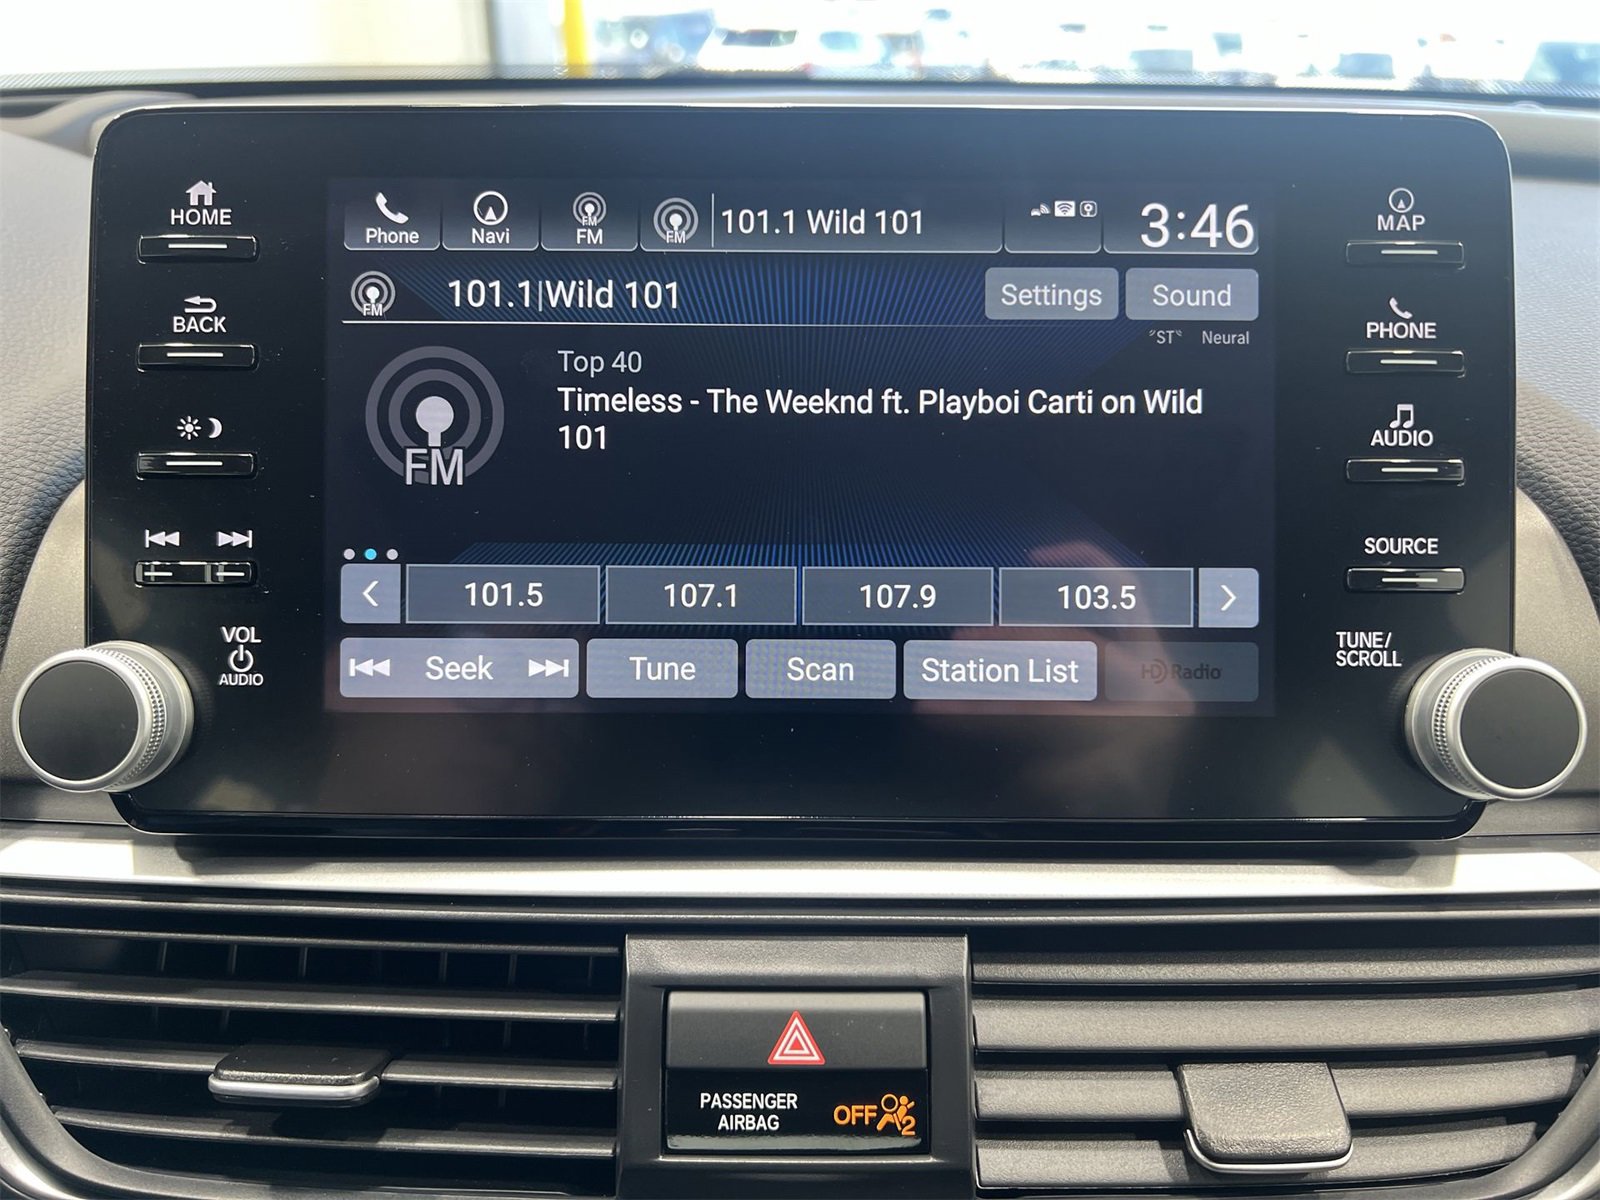 HOME
BACK
VOL
AUDIO
Phone
Navi
FM
FM
FM
101.1 Wild 101
3:46
FM
101.1|Wild 101
Settings
Sound
"ST"
Neural
FM
Top 40
Timeless - The Weeknd ft. Playboi Carti on Wild
101
101.5
107.1
107.9
103.5
Seek
Tune
Scan
Station List
HD Radio
MAP
PHONE
AUDIO
SOURCE
TUNE/
SCROLL
PASSENGER
AIRBAG
OFF
2